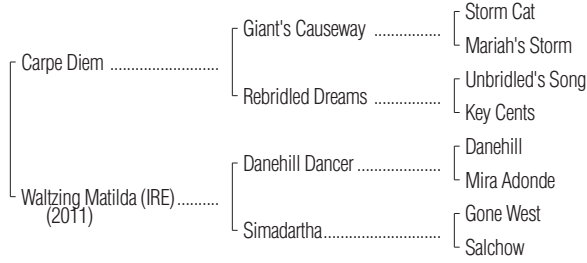 Storm Cat
Giant's Causeway ................
Mariah's Storm
Carpe Diem ..........................
Unbridled's Song
Rebridled Dreams ................
Key Cents
Danehill
Danehill Dancer ....................
Mira Adonde
Waltzing Matilda (IRE)..........
(2011)
Gone West
Simadartha............................
Salchow